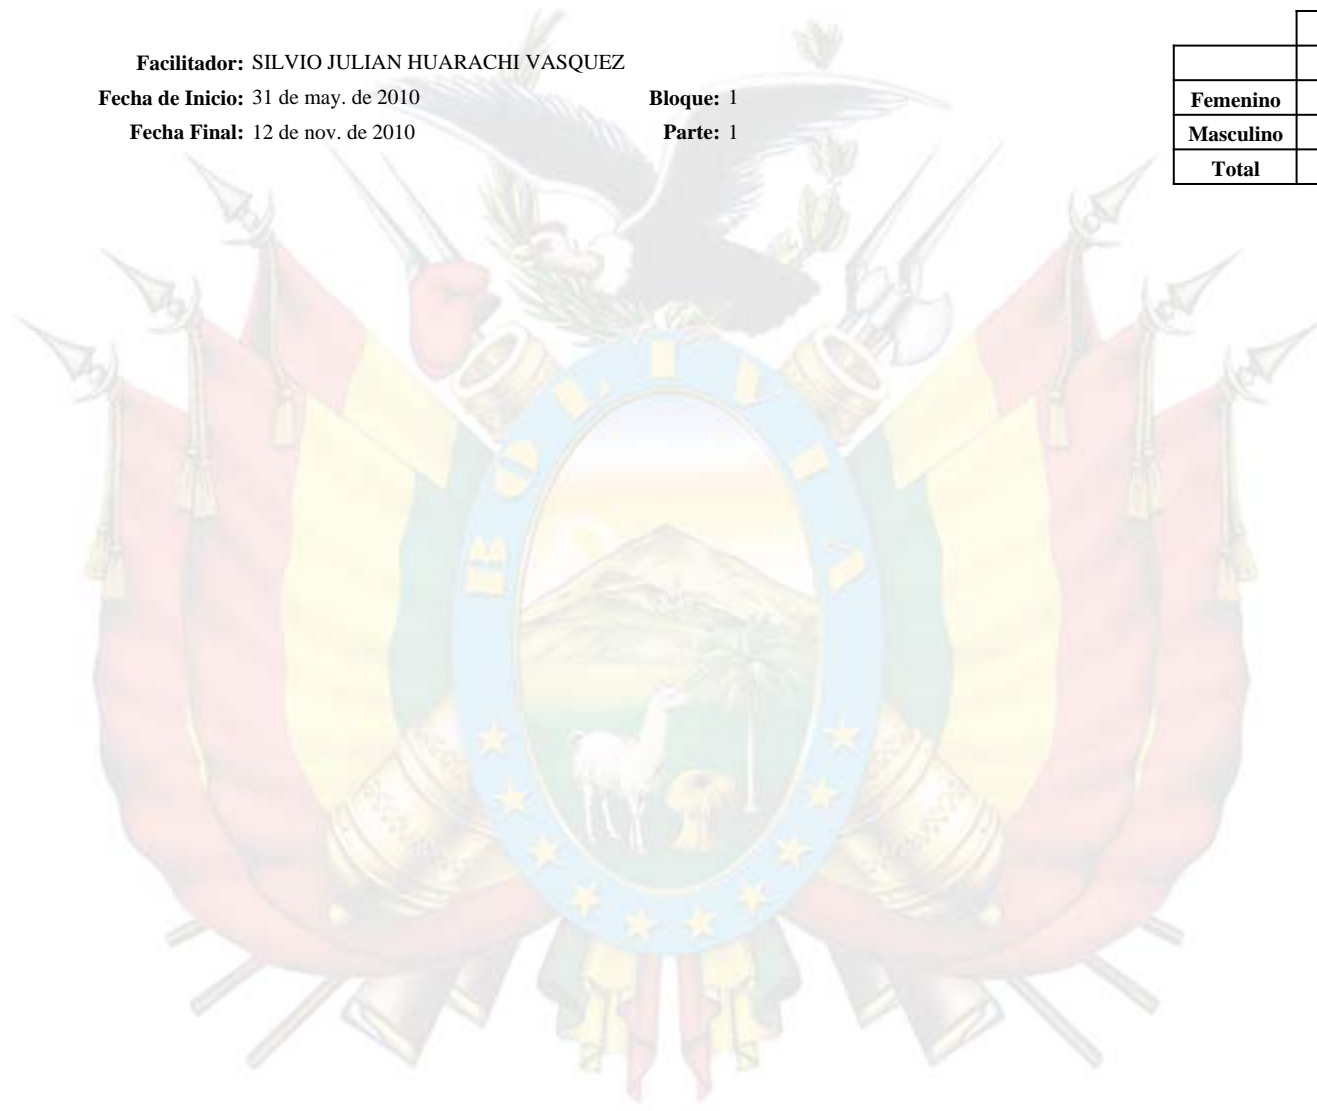 Facilitador: SILVIO JULIAN HUARACHI VASQUEZ
Fecha de Inicio: 31 de may. de 2010 Bloque: 1
Fecha Final: 12 de nov. de 2010 Parte: 1
Femenino
Masculino
Total
BOLIVIA